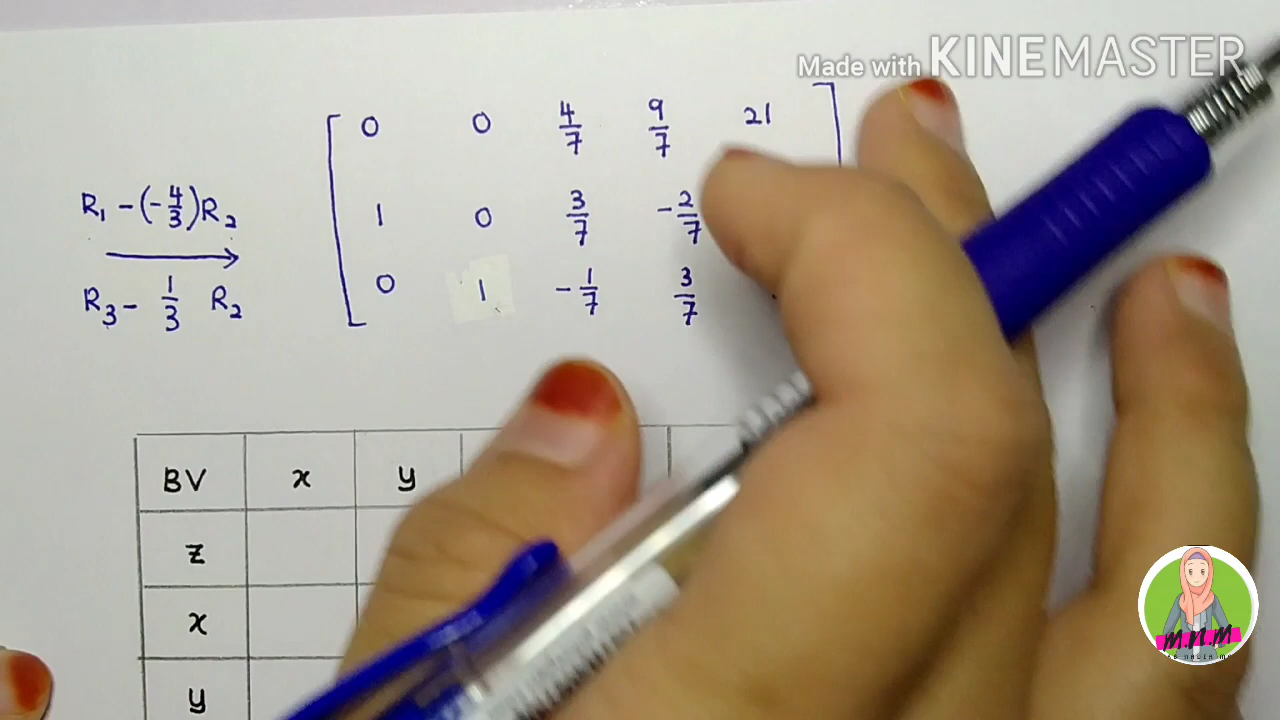 Made with KINEMASTER
0 0 4/7 9/7 21
R₁ - (-4/3)R₂
1 0 3/7 -2/7
R₃ - 1/3 R₂
0 1 -1/7 3/7
BV x y
z
x
y
M.N.M